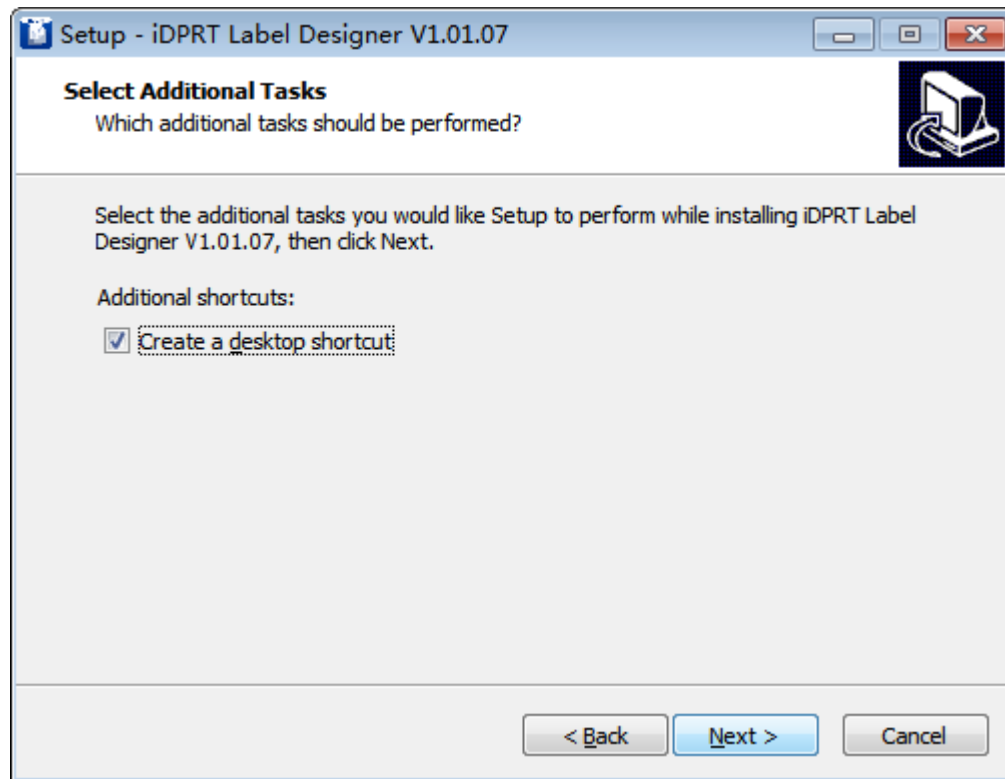 Setup - iDPRT Label Designer V1.01.07
Select Additional Tasks
Which additional tasks should be performed?
Select the additional tasks you would like Setup to perform while installing iDPRT Label
Designer V1.01.07, then click Next.
Additional shortcuts:
Create a desktop shortcut
< Back
Next >
Cancel